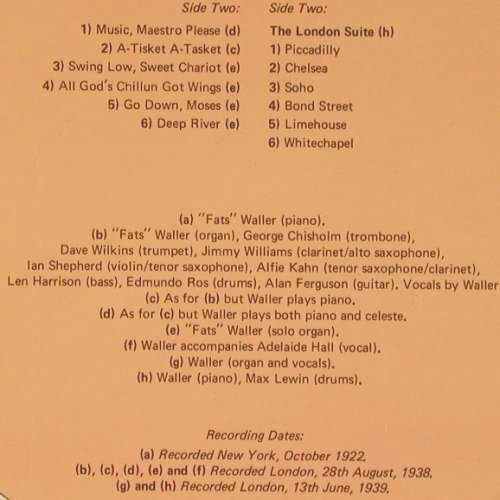 Side Two:
1) Music, Maestro Please (d)
2) A-Tisket A-Tasket (c)
3) Swing Low, Sweet Chariot (e)
4) All God's Chillun Got Wings (e)
5) Go Down, Moses (e)
6) Deep River (e)
Side Two:
The London Suite (h)
1) Piccadilly
2) Chelsea
3) Soho
4) Bond Street
5) Limehouse
6) Whitechapel
(a) "Fats" Waller (piano).
(b) "Fats" Waller (organ), George Chisholm (trombone),
Dave Wilkins (trumpet), Jimmy Williams (clarinet/alto saxophone),
Ian Shepherd (violin/tenor saxophone), Alfie Kahn (tenor saxophone/clarinet),
Len Harrison (bass), Edmundo Ros (drums), Alan Ferguson (guitar). Vocals by Waller
(c) As for (b) but Waller plays piano.
(d) As for (c) but Waller plays both piano and celeste.
(e) "Fats" Waller (solo organ).
(f) Waller accompanies Adelaide Hall (vocal).
(g) Waller (organ and vocals).
(h) Waller (piano), Max Lewin (drums).
Recording Dates:
(a) Recorded New York, October 1922.
(b), (c), (d), (e) and (f) Recorded London, 28th August, 1938.
(g) and (h) Recorded London, 13th June, 1939.